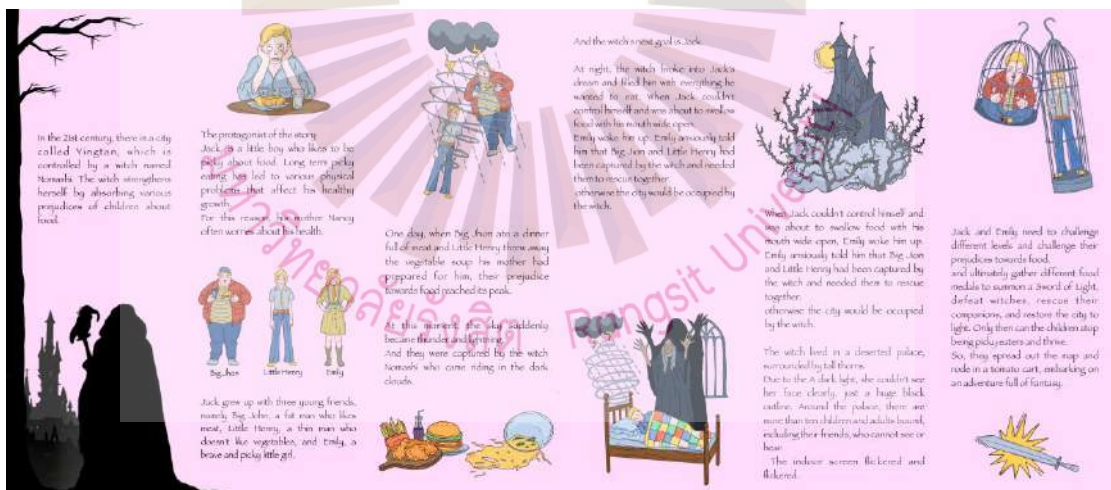 In the 21st century, there is a city
called Yingtan, which is
controlled by a witch named
Nomashi. The witch strengthens
herself by absorbing various
prejudices of children about
food.
The protagonist of the story
Jack, is a little boy who likes to be
picky about food. Long term picky
eating has led to various physical
problems that affect his healthy
growth.
For this reason, his mother Nancy
often worries about his health.
Big Jhon
Little Henry
Emily
Jack grew up with three young friends,
namely Big John, a fat man who likes
meat, Little Henry, a thin man who
doesn't like vegetables, and Emily, a
brave and picky little girl.
One day, when Big Jhon ate a dinner
full of meat and Little Henry threw away
the vegetable soup his mother had
prepared for him, their prejudice
towards food reached its peak.
At this moment, the sky suddenly
became thunder and lightning,
And they were captured by the witch
Nomashi who came riding in the dark
clouds.
And the witch's next goal is Jack.
At night, the witch broke into Jack's
dream and filled him with everything he
wanted to eat. When Jack couldn't
control himself and was about to swallow
food with his mouth wide open,
Emily woke him up. Emily anxiously told
him that Big Jion and Little Henry had
been captured by the witch and needed
them to rescue together.
otherwise the city would be occupied by
the witch.
When Jack couldn't control himself and
was about to swallow food with his
mouth wide open, Emily woke him up.
Emily anxiously told him that Big Jion
and Little Henry had been captured by
the witch and needed them to rescue
together.
otherwise the city would be occupied
by the witch.
The witch lived in a deserted palace,
surrounded by tall thorns.
Due to the A dark light, she couldn't see
her face clearly, just a huge black
outline. Around the palace, there are
more than ten children and adults bound,
including their friends, who cannot see or
hear.
The indoor screen flickered and
flickered.
Jack and Emily need to challenge
different levels and challenge their
prejudices towards food.
and ultimately gather different food
medals to summon a Sword of Light,
defeat witches, rescue their
companions, and restore the city to
light. Only then can the children stop
being picky eaters and thrive.
So, they spread out the map and
rode in a tomato cart, embarking on
an adventure full of fantasy.
มหาวิทยาลัยรังสิต Rangsit University